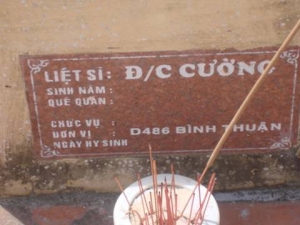 LIỆT SĨ: Đ/C CƯỜNG
SINH NĂM :
QUÊ QUÁN :
CHỨC VỤ :
ĐƠN VỊ : D486 BÌNH THUẬN
NGÀY HY SINH